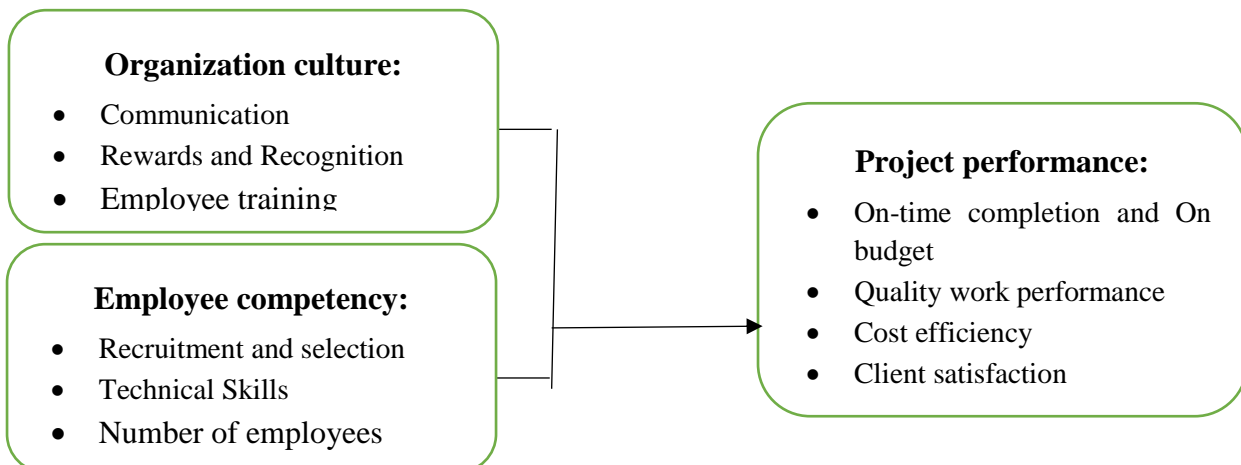 Organization culture:
• Communication
• Rewards and Recognition
• Employee training
Employee competency:
• Recruitment and selection
• Technical Skills
• Number of employees
Project performance:
• On-time completion and On
budget
• Quality work performance
• Cost efficiency
• Client satisfaction